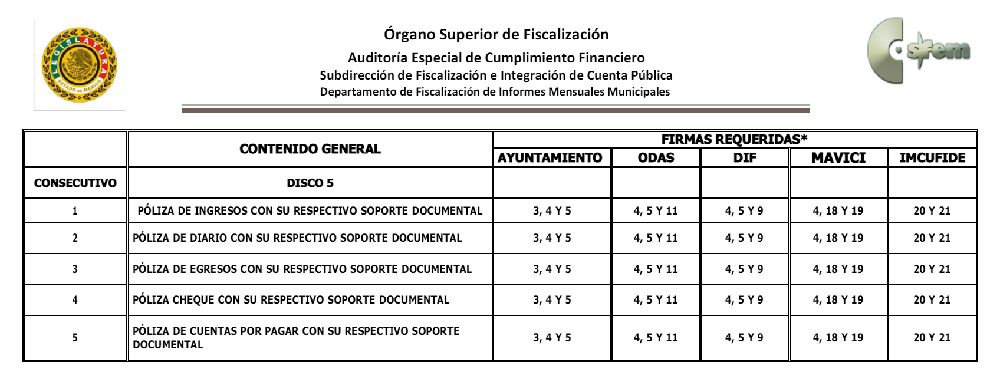 LEGISLATURA
ESTADO DE MEXICO
Órgano Superior de Fiscalización
Auditoría Especial de Cumplimiento Financiero
Subdirección de Fiscalización e Integración de Cuenta Pública
Departamento de Fiscalización de Informes Mensuales Municipales
osfem
CONTENIDO GENERAL
FIRMAS REQUERIDAS*
AYUNTAMIENTO ODAS DIF MAVICI IMCUFIDE
CONSECUTIVO DISCO 5
1 PÓLIZA DE INGRESOS CON SU RESPECTIVO SOPORTE DOCUMENTAL 3, 4 Y 5 4, 5 Y 11 4, 5 Y 9 4, 18 Y 19 20 Y 21
2 PÓLIZA DE DIARIO CON SU RESPECTIVO SOPORTE DOCUMENTAL 3, 4 Y 5 4, 5 Y 11 4, 5 Y 9 4, 18 Y 19 20 Y 21
3 PÓLIZA DE EGRESOS CON SU RESPECTIVO SOPORTE DOCUMENTAL 3, 4 Y 5 4, 5 Y 11 4, 5 Y 9 4, 18 Y 19 20 Y 21
4 PÓLIZA CHEQUE CON SU RESPECTIVO SOPORTE DOCUMENTAL 3, 4 Y 5 4, 5 Y 11 4, 5 Y 9 4, 18 Y 19 20 Y 21
5 PÓLIZA DE CUENTAS POR PAGAR CON SU RESPECTIVO SOPORTE
DOCUMENTAL 3, 4 Y 5 4, 5 Y 11 4, 5 Y 9 4, 18 Y 19 20 Y 21